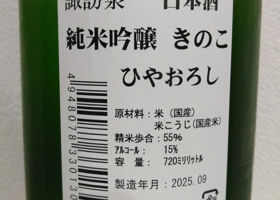 諏訪泉 日本酒
純米吟醸 きのこ
ひやおろし
原材料：米（国産）
米こうじ（国産米）
精米歩合：55%
アルコール： 15%
容 量： 720ミリリットル
製造年月：2025.09
4948078330130